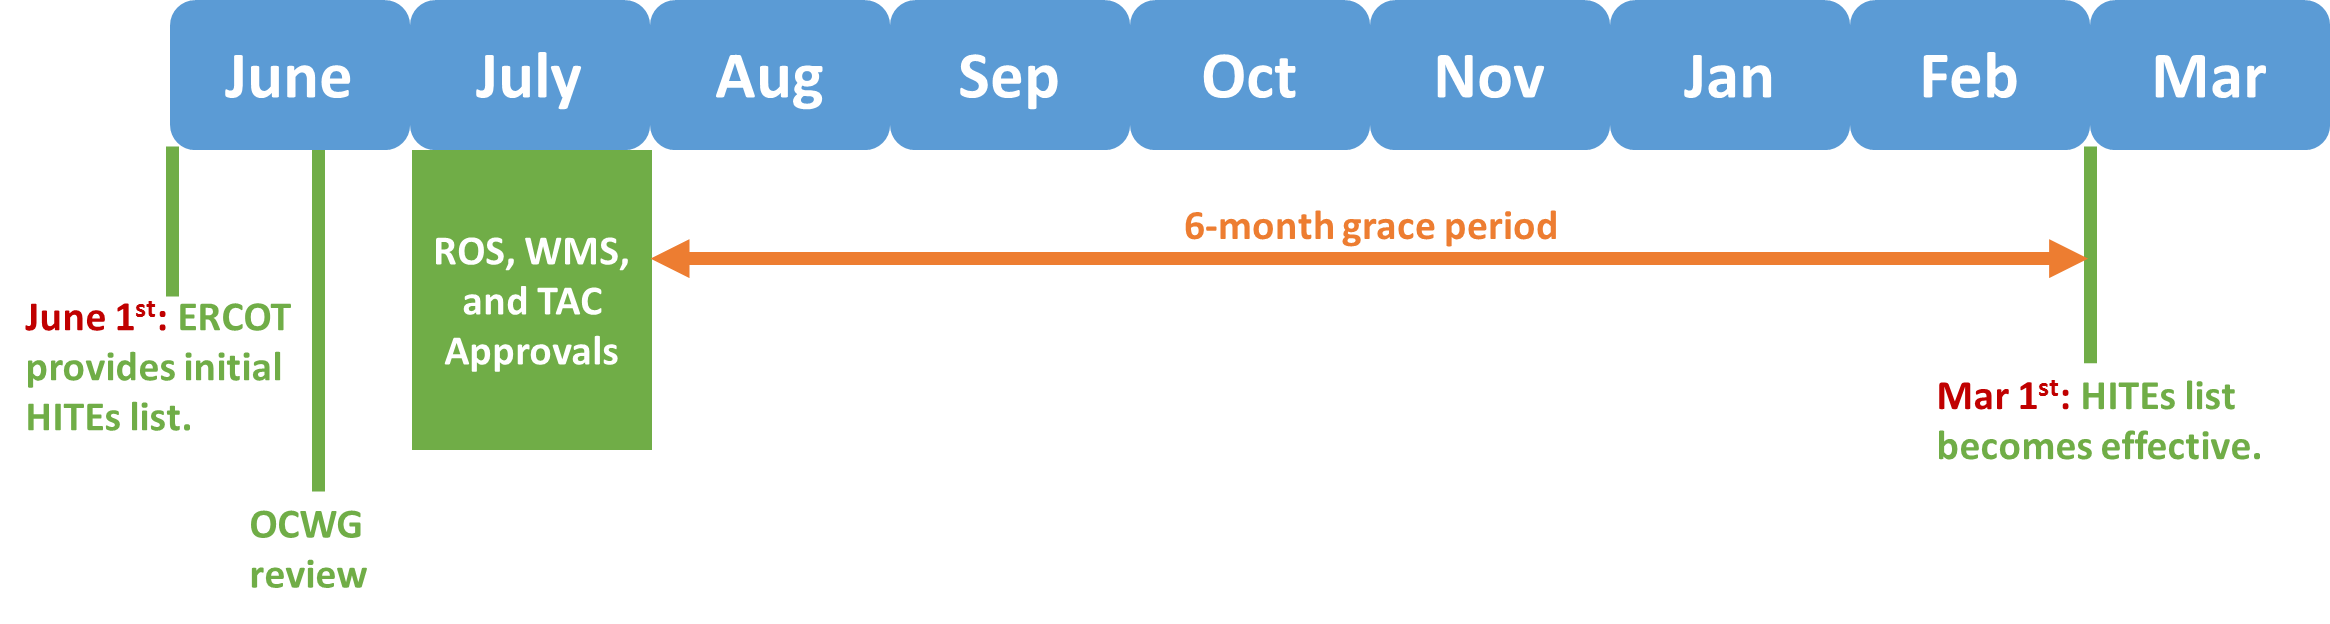 June July Aug Sep Oct Nov Jan Feb Mar
6-month grace period
ROS, WMS,
and TAC
Approvals
June 1st: ERCOT
provides initial
HITEs list.
Mar 1st: HITEs list
becomes effective.
OCWG
review